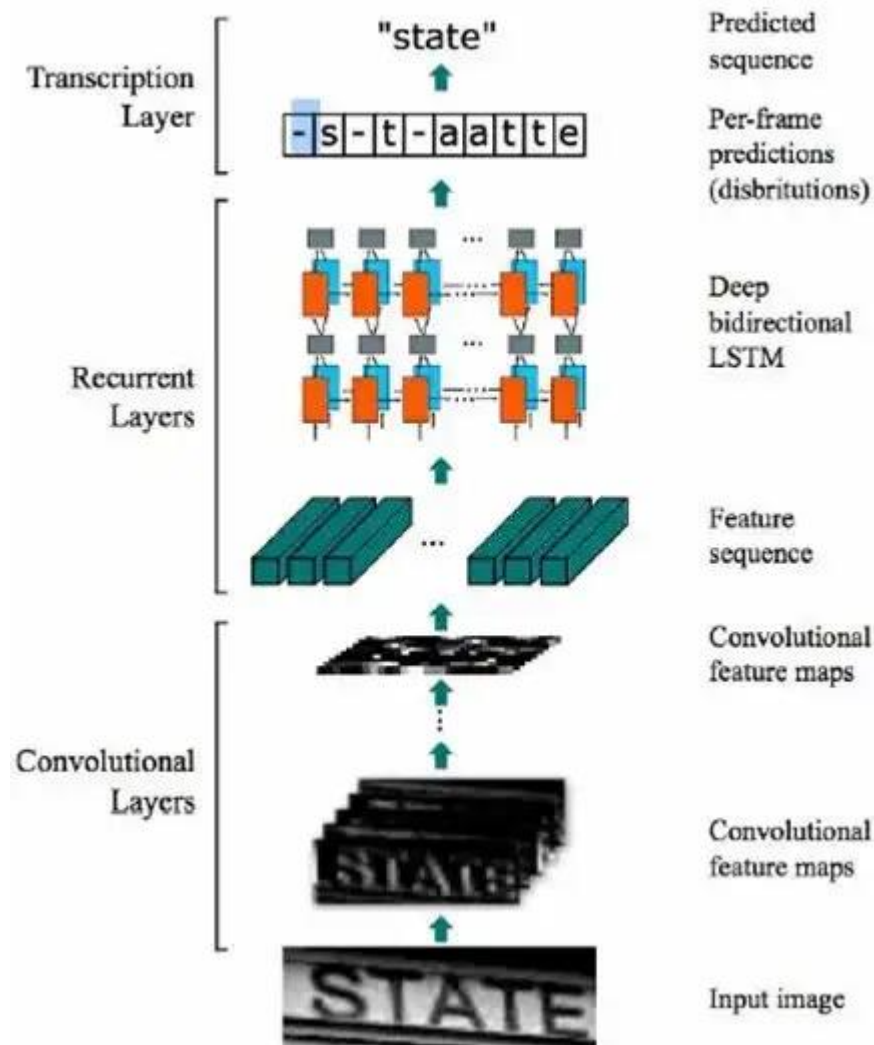 "state"
Predicted
sequence
Transcription
Layer
- s - t - a a t t e
Per-frame
predictions
(disbritutions)
Recurrent
Layers
Deep
bidirectional
LSTM
Feature
sequence
Convolutional
Layers
Convolutional
feature maps
Convolutional
feature maps
STATE
STATE
Input image